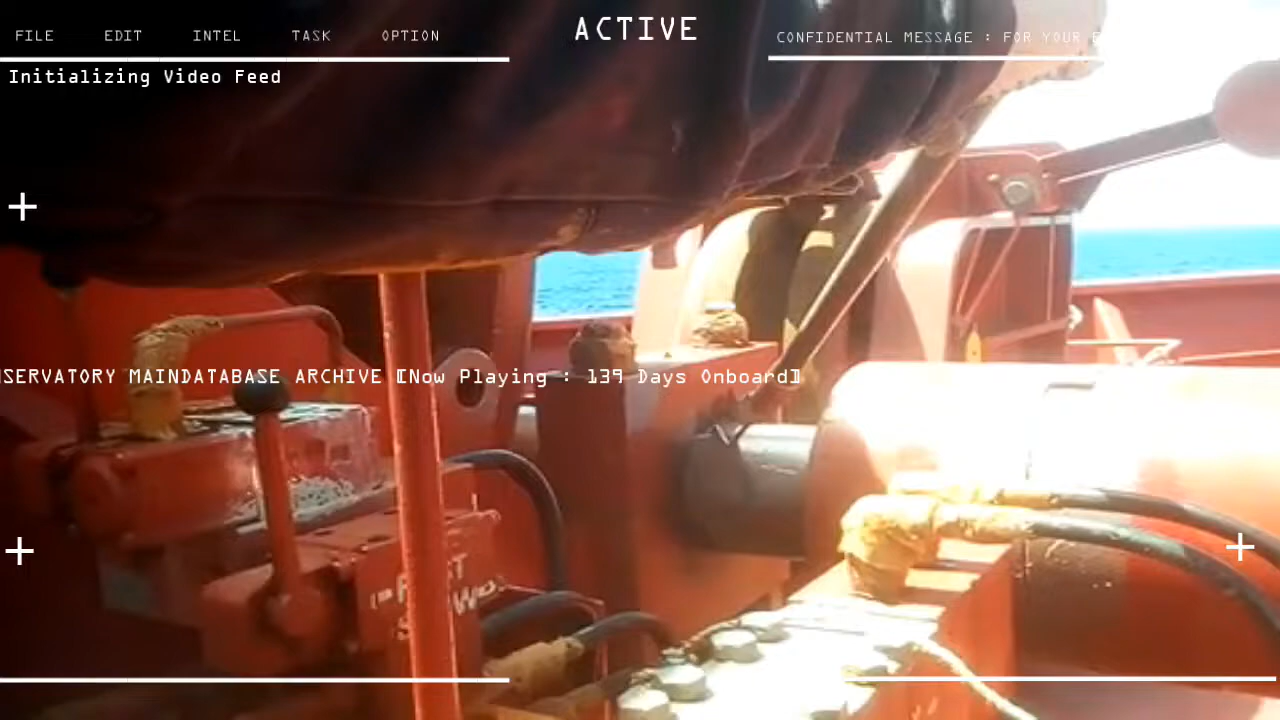 FILE EDIT INTEL TASK OPTION
ACTIVE
CONFIDENTIAL MESSAGE : FOR YOUR
Initializing Video Feed
SERVATORY MAINDATABASE ARCHIVE [Now Playing : 139 Days Onboard]